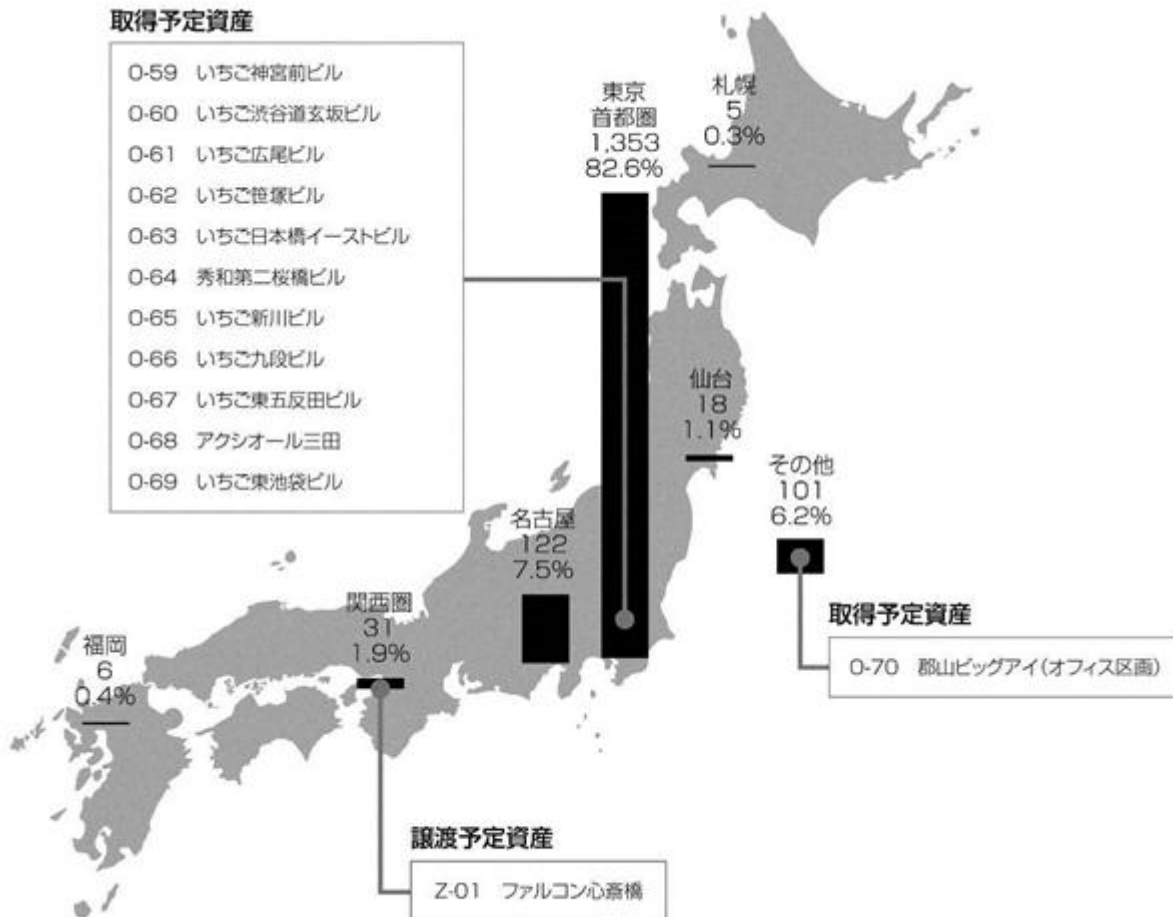 取得予定資産
O-59 いちご神宮前ビル
O-60 いちご渋谷道玄坂ビル
O-61 いちご広尾ビル
O-62 いちご笹塚ビル
O-63 いちご日本橋イーストビル
O-64 秀和第二桜橋ビル
O-65 いちご新川ビル
O-66 いちご九段ビル
O-67 いちご東五反田ビル
O-68 アクシオール三田
O-69 いちご東池袋ビル
東京
首都圏
1,353
82.6%
札幌
5
0.3%
仙台
18
1.1%
その他
101
6.2%
名古屋
122
7.5%
関西圏
31
1.9%
福岡
6
0.4%
取得予定資産
O-70 郡山ビッグアイ(オフィス区画)
譲渡予定資産
Z-01 ファルコン心斎橋